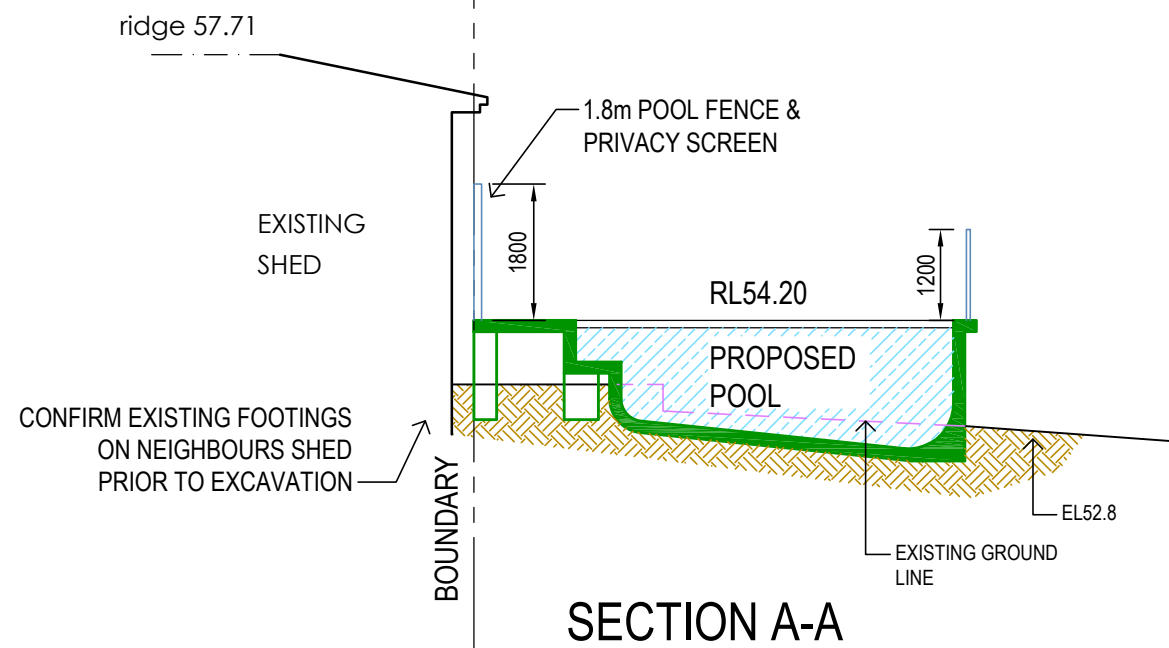 ridge 57.71
1.8m POOL FENCE &
PRIVACY SCREEN
EXISTING
SHED
1800
1200
RL54.20
PROPOSED
POOL
CONFIRM EXISTING FOOTINGS
ON NEIGHBOURS SHED
PRIOR TO EXCAVATION
BOUNDARY
EL52.8
EXISTING GROUND
LINE
SECTION A-A